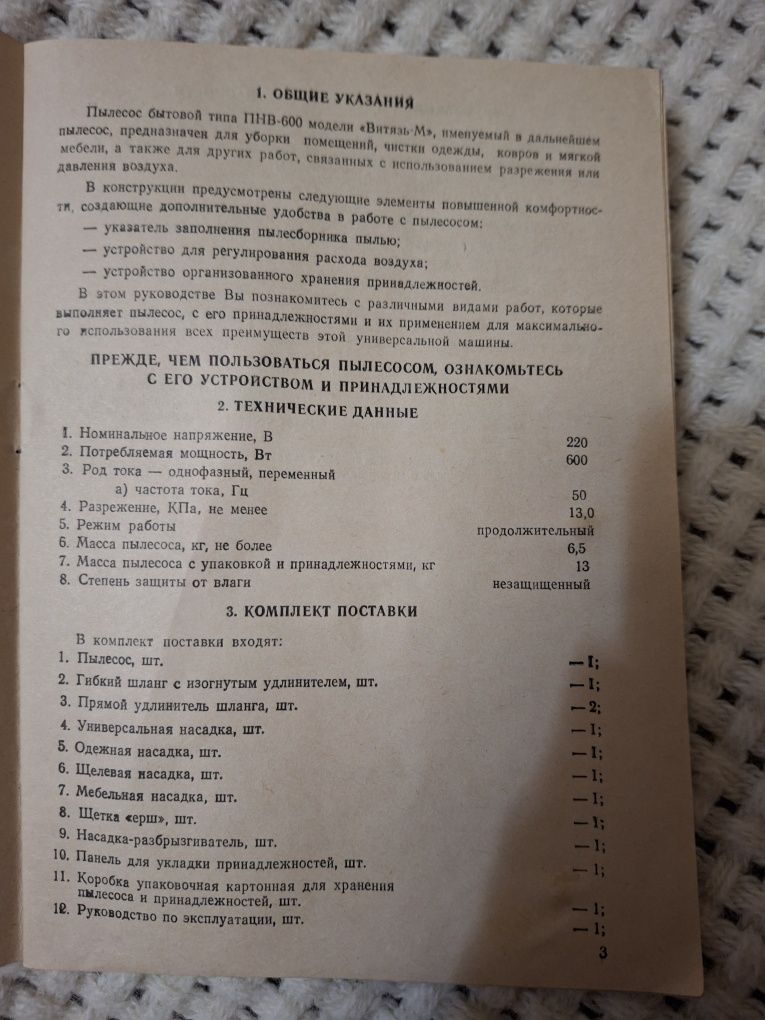 1. ОБЩИЕ УКАЗАНИЯ
Пылесос бытовой типа ПНВ-600 модели «Витязь-М», именуемый в дальнейшем
пылесос, предназначен для уборки помещений, чистки одежды, ковров и мягкой
мебели, а также для других работ, связанных с использованием разрежения или
давления воздуха.
В конструкции предусмотрены следующие элементы повышенной комфортнос-
ти, создающие дополнительные удобства в работе с пылесосом:
— указатель заполнения пылесборника пылью;
— устройство для регулирования расхода воздуха;
— устройство организованного хранения принадлежностей.
В этом руководстве Вы познакомитесь с различными видами работ, которые
выполняет пылесос, с его принадлежностями и их применением для максимально-
го использования всех преимуществ этой универсальной машины.
ПРЕЖДЕ, ЧЕМ ПОЛЬЗОВАТЬСЯ ПЫЛЕСОСОМ, ОЗНАКОМЬТЕСЬ
С ЕГО УСТРОЙСТВОМ И ПРИНАДЛЕЖНОСТЯМИ
2. ТЕХНИЧЕСКИЕ ДАННЫЕ
1. Номинальное напряжение, В 220
2. Потребляемая мощность, Вт 600
3. Род тока — однофазный, переменный
а) частота тока, Гц 50
4. Разрежение, КПа, не менее 13,0
5. Режим работы продолжительный
6. Масса пылесоса, кг, не более 6,5
7. Масса пылесоса с упаковкой и принадлежностями, кг 13
8. Степень защиты от влаги незащищенный
3. КОМПЛЕКТ ПОСТАВКИ
В комплект поставки входят:
1. Пылесос, шт. — I;
2. Гибкий шланг с изогнутым удлинителем, шт. — I;
3. Прямой удлинитель шланга, шт. — 2;
4. Универсальная насадка, шт. — I;
5. Одежная насадка, шт. — I;
6. Щелевая насадка, шт. — 1;
7. Мебельная насадка, шт. — 1;
8. Щетка «ерш», шт. — 1;
9. Насадка-разбрызгиватель, шт. — 1;
10. Панель для укладки принадлежностей, шт. — 1;
11. Коробка упаковочная картонная для хранения
пылесоса и принадлежностей, шт. — 1;
12. Руководство по эксплуатации, шт. — 1;
3